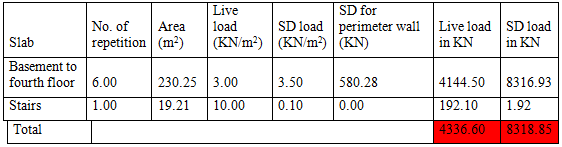 Slab No. of repetition Area (m²) Live load (KN/m²) SD load (KN/m²) SD for perimeter wall (KN) Live load in KN SD load in KN
Basement to fourth floor 6.00 230.25 3.00 3.50 580.28 4144.50 8316.93
Stairs 1.00 19.21 10.00 0.10 0.00 192.10 1.92
Total 4336.60 8318.85